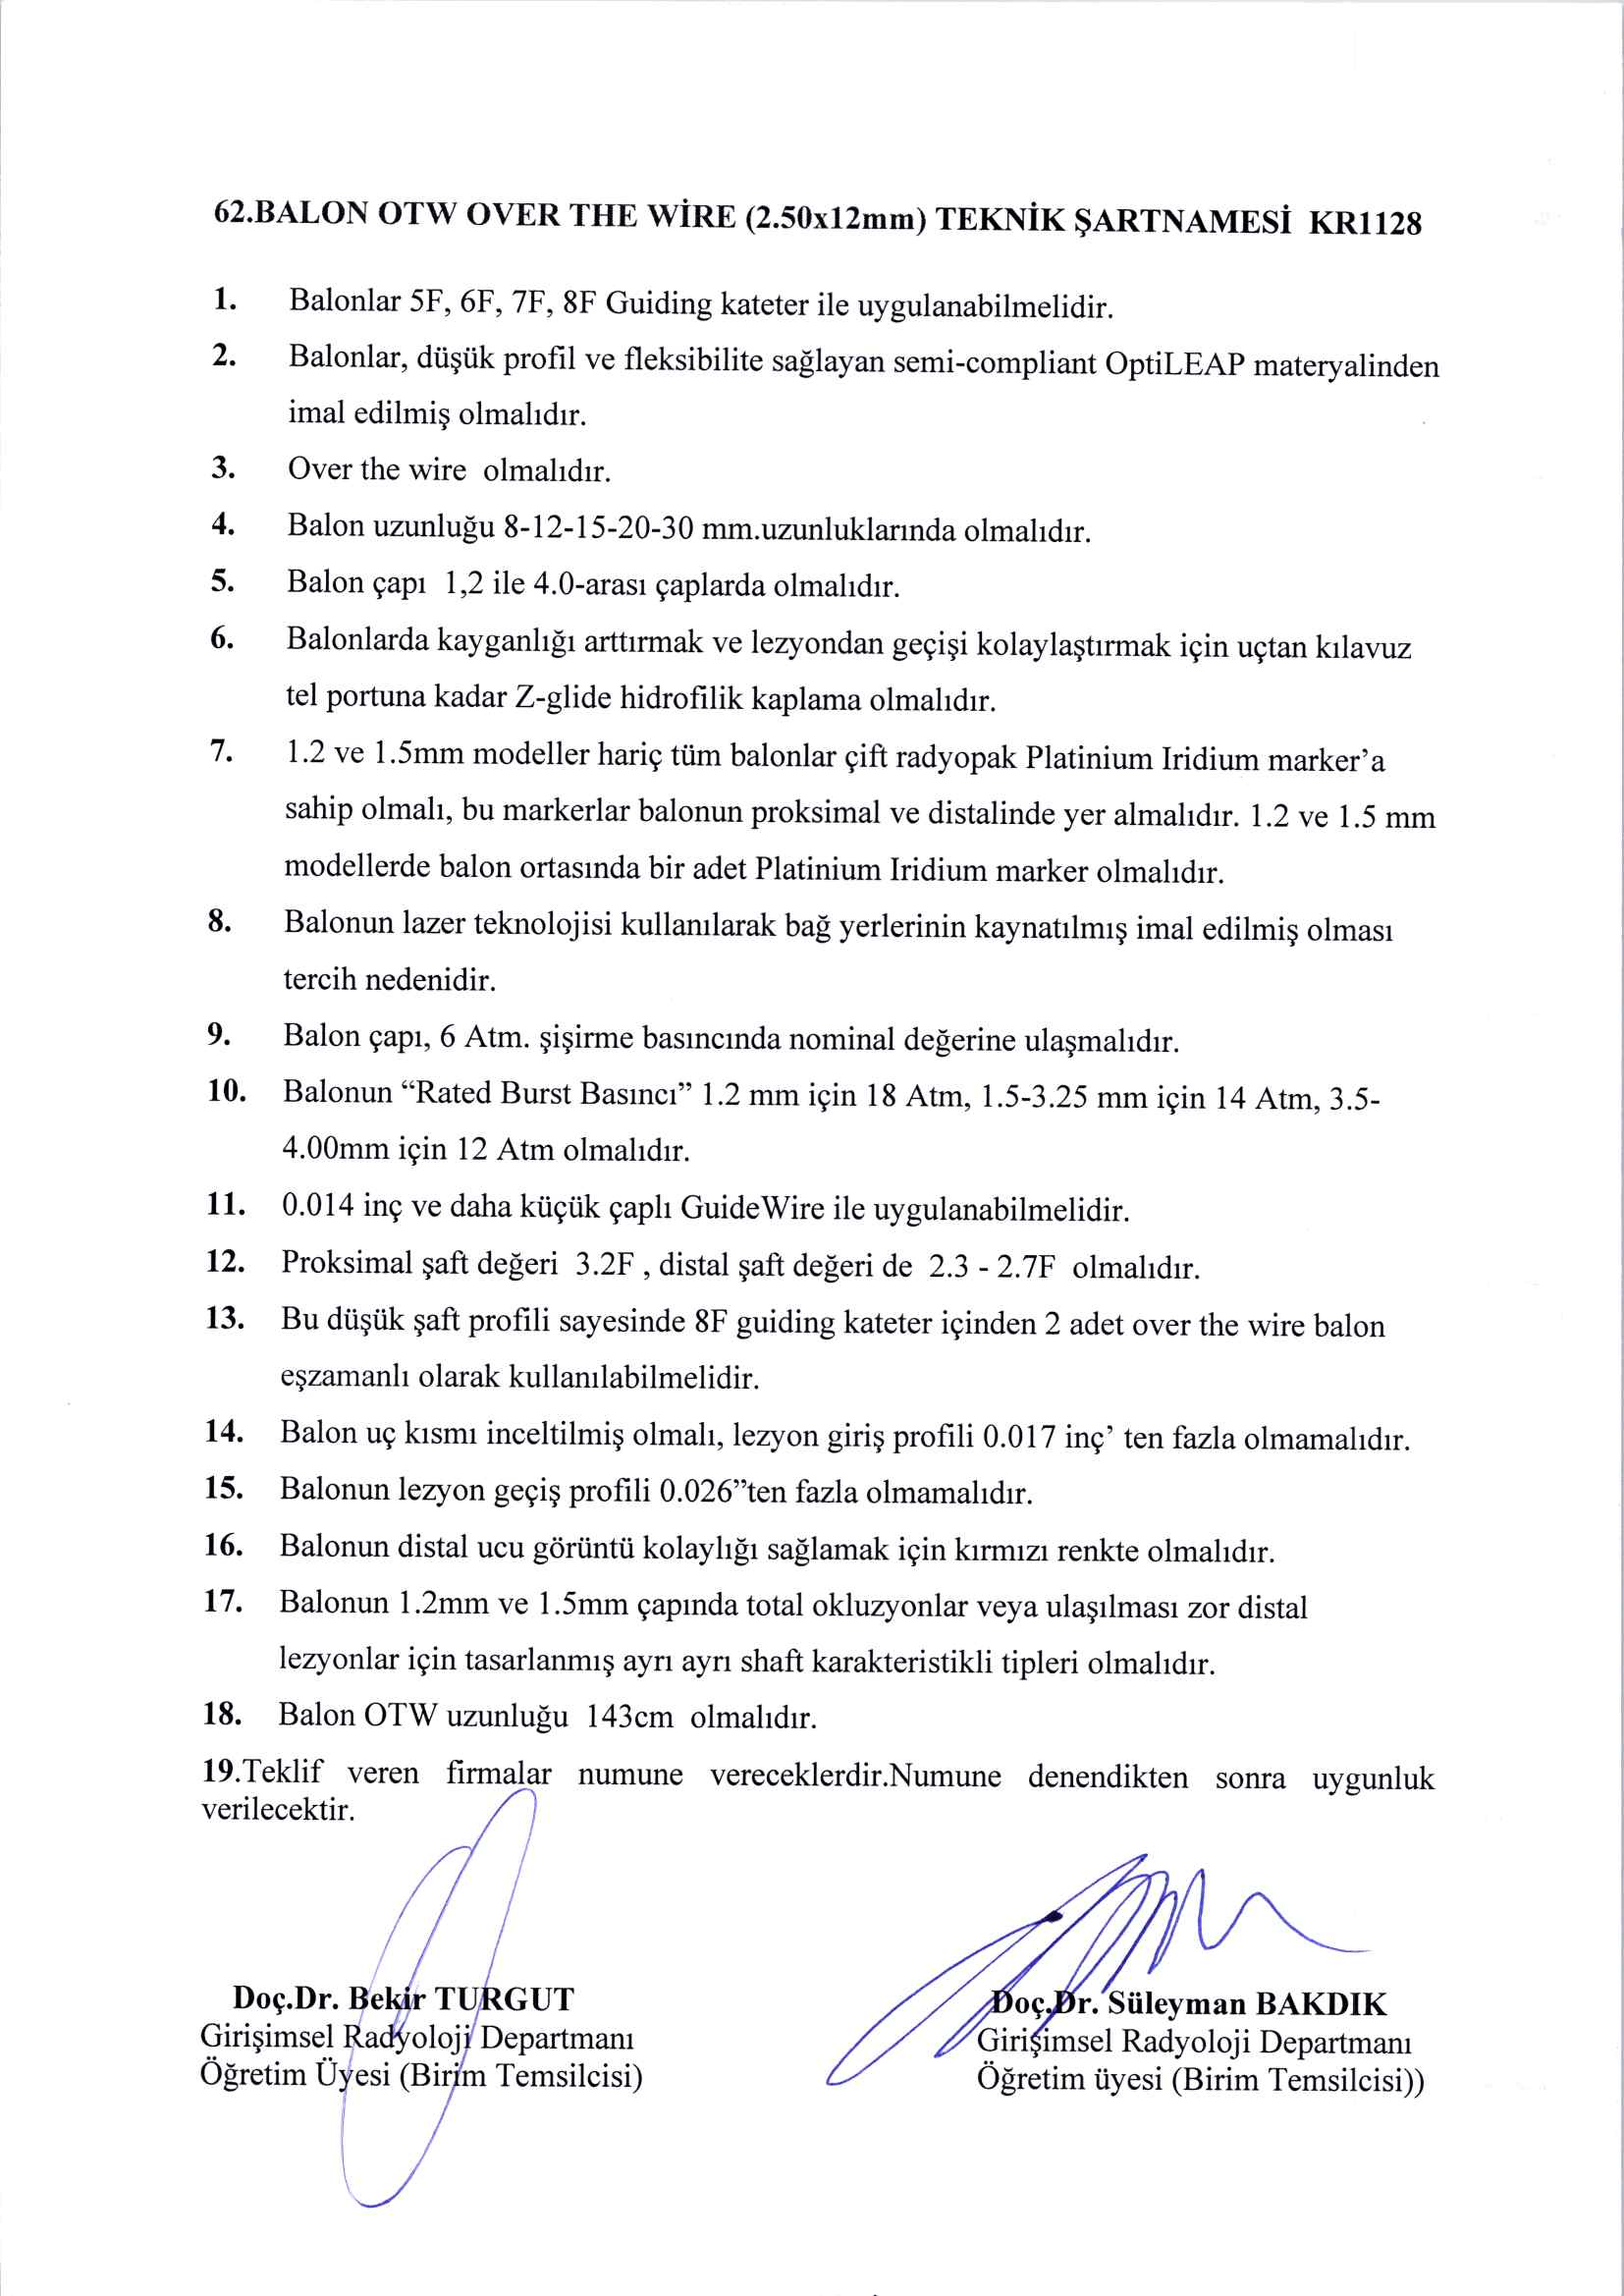 62.BALON OTW OVER THE WİRE (2.50x12mm) TEKNİK ŞARTNAMESİ KR1128
1. Balonlar 5F, 6F, 7F, 8F Guiding kateter ile uygulanabilmelidir.
2. Balonlar, düşük profil ve fleksibilite sağlayan semi-compliant OptiLEAP materyalinden
imal edilmiş olmalıdır.
3. Over the wire olmalıdır.
4. Balon uzunluğu 8-12-15-20-30 mm.uzunluklarında olmalıdır.
5. Balon çapı 1,2 ile 4.0-arası çaplarda olmalıdır.
6. Balonlarda kayganlığı arttırmak ve lezyondan geçişi kolaylaştırmak için uçtan kılavuz
tel portuna kadar Z-glide hidrofilik kaplama olmalıdır.
7. 1.2 ve 1.5mm modeller hariç tüm balonlar çift radyopak Platinium Iridium marker’a
sahip olmalı, bu markerlar balonun proksimal ve distalinde yer almalıdır. 1.2 ve 1.5 mm
modellerde balon ortasında bir adet Platinium Iridium marker olmalıdır.
8. Balonun lazer teknolojisi kullanılarak bağ yerlerinin kaynatılmış imal edilmiş olması
tercih nedenidir.
9. Balon çapı, 6 Atm. şişirme basıncında nominal değerine ulaşmalıdır.
10. Balonun “Rated Burst Basıncı” 1.2 mm için 18 Atm, 1.5-3.25 mm için 14 Atm, 3.5-
4.00mm için 12 Atm olmalıdır.
11. 0.014 inç ve daha küçük çaplı GuideWire ile uygulanabilmelidir.
12. Proksimal şaft değeri 3.2F , distal şaft değeri de 2.3 - 2.7F olmalıdır.
13. Bu düşük şaft profili sayesinde 8F guiding kateter içinden 2 adet over the wire balon
eşzamanlı olarak kullanılabilmelidir.
14. Balon uç kısmı inceltilmiş olmalı, lezyon giriş profili 0.017 inç’ ten fazla olmamalıdır.
15. Balonun lezyon geçiş profili 0.026”ten fazla olmamalıdır.
16. Balonun distal ucu görüntü kolaylığı sağlamak için kırmızı renkte olmalıdır.
17. Balonun 1.2mm ve 1.5mm çapında total okluzyonlar veya ulaşılması zor distal
lezyonlar için tasarlanmış ayrı ayrı shaft karakteristikli tipleri olmalıdır.
18. Balon OTW uzunluğu 143cm olmalıdır.
19.Teklif veren firmalar numune vereceklerdir.Numune denendikten sonra uygunluk
verilecektir.
Doç.Dr. Bekir TURGUT
Girişimsel Radyoloji Departmanı
Öğretim Üyesi (Birim Temsilcisi)
Doç.Dr. Süleyman BAKDIK
Girişimsel Radyoloji Departmanı
Öğretim üyesi (Birim Temsilcisi))